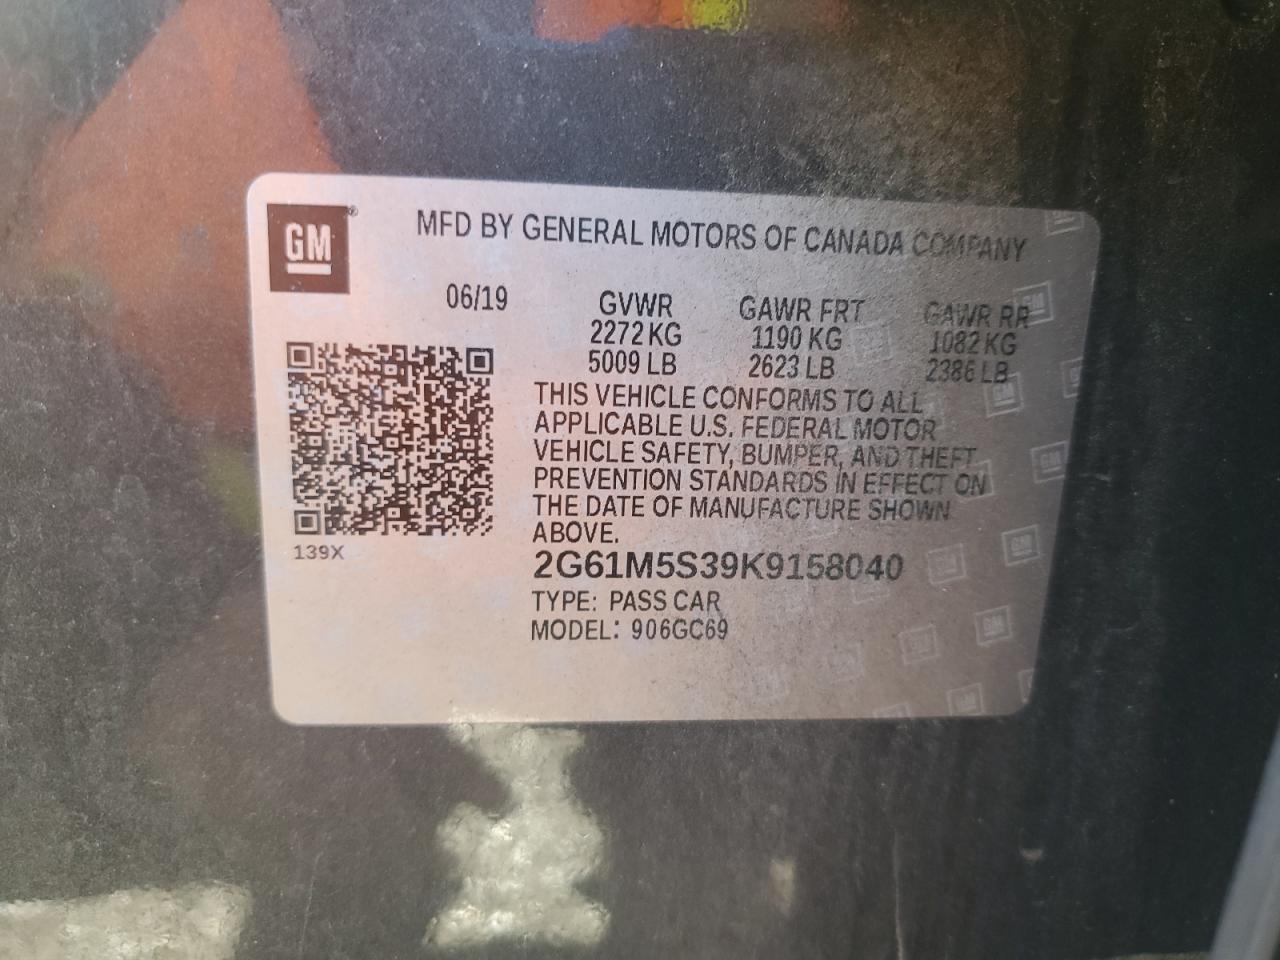 GM®
MFD BY GENERAL MOTORS OF CANADA COMPANY
06/19 GVWR GAWR FRT GAWR RR
2272 KG 1190 KG 1082 KG
5009 LB 2623 LB 2386 LB
THIS VEHICLE CONFORMS TO ALL
APPLICABLE U.S. FEDERAL MOTOR
VEHICLE SAFETY, BUMPER, AND THEFT
PREVENTION STANDARDS IN EFFECT ON
THE DATE OF MANUFACTURE SHOWN
ABOVE.
139X
2G61M5S39K9158040
TYPE: PASS CAR
MODEL: 906GC69